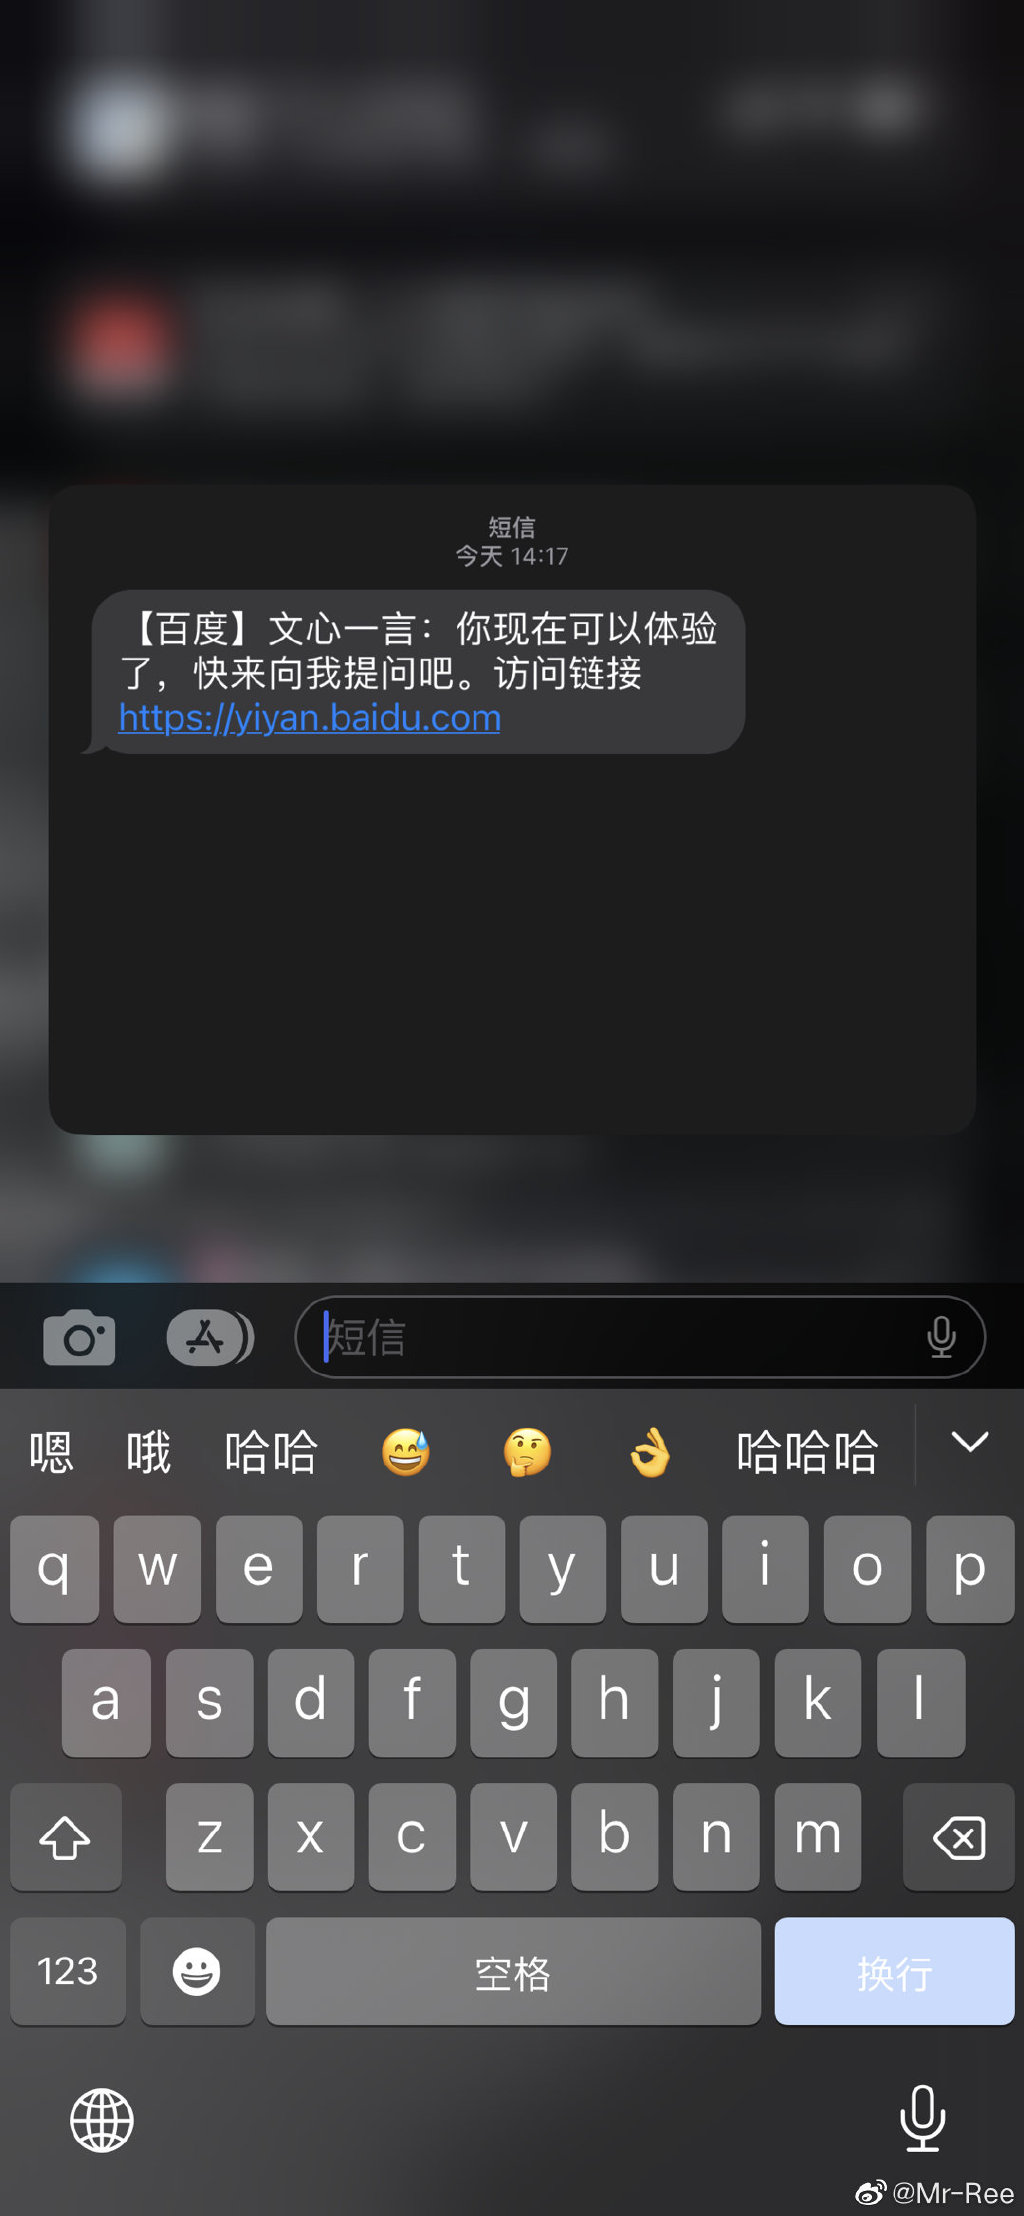 短信
今天 14:17
【百度】文心一言：你现在可以体验
了，快来向我提问吧。访问链接
https://yiyan.baidu.com
短信
嗯 哦 哈哈 😅 🤔 👌 哈哈哈
q w e r t y u i o p
a s d f g h j k l
z x c v b n m
123 空格 换行
@Mr-Ree